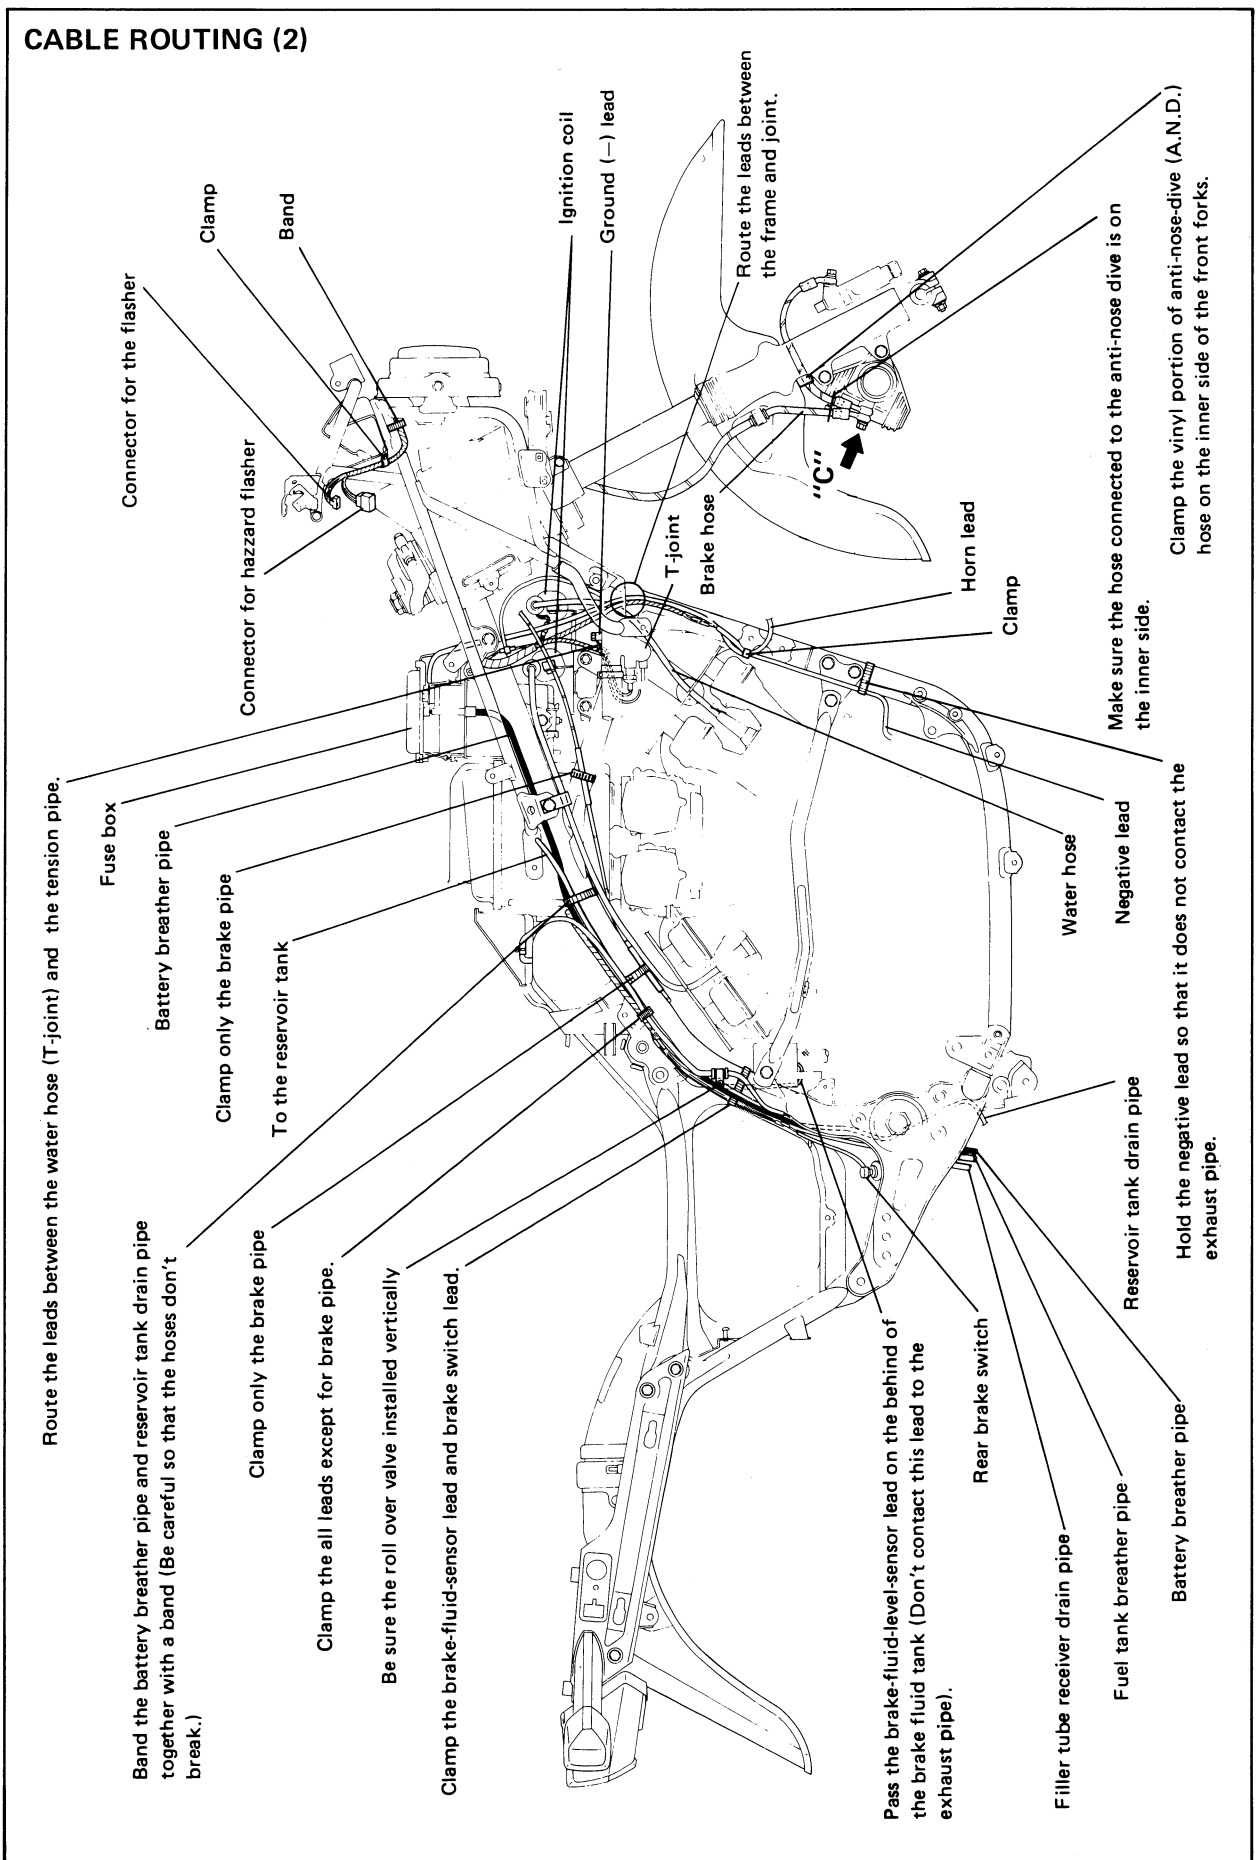 CABLE ROUTING (2)
Route the leads between the water hose (T-joint) and the tension pipe.
Fuse box
Battery breather pipe
Clamp only the brake pipe
To the reservoir tank
Connector for the flasher
Clamp
Band
Connector for hazzard flasher
Ignition coil
Ground (−) lead
Route the leads between
the frame and joint.
T-joint
Brake hose
"C"
Horn lead
Clamp
Make sure the hose connected to the anti-nose dive is on
the inner side.
Clamp the vinyl portion of anti-nose-dive (A.N.D.)
hose on the inner side of the front forks.
Band the battery breather pipe and reservoir tank drain pipe
together with a band (Be careful so that the hoses don't
break.)
Clamp only the brake pipe
Clamp the all leads except for brake pipe.
Be sure the roll over valve installed vertically
Clamp the brake-fluid-sensor lead and brake switch lead.
Pass the brake-fluid-level-sensor lead on the behind of
the brake fluid tank (Don't contact this lead to the
exhaust pipe).
Rear brake switch
Filler tube receiver drain pipe
Fuel tank breather pipe
Battery breather pipe
Reservoir tank drain pipe
Water hose
Negative lead
Hold the negative lead so that it does not contact the
exhaust pipe.